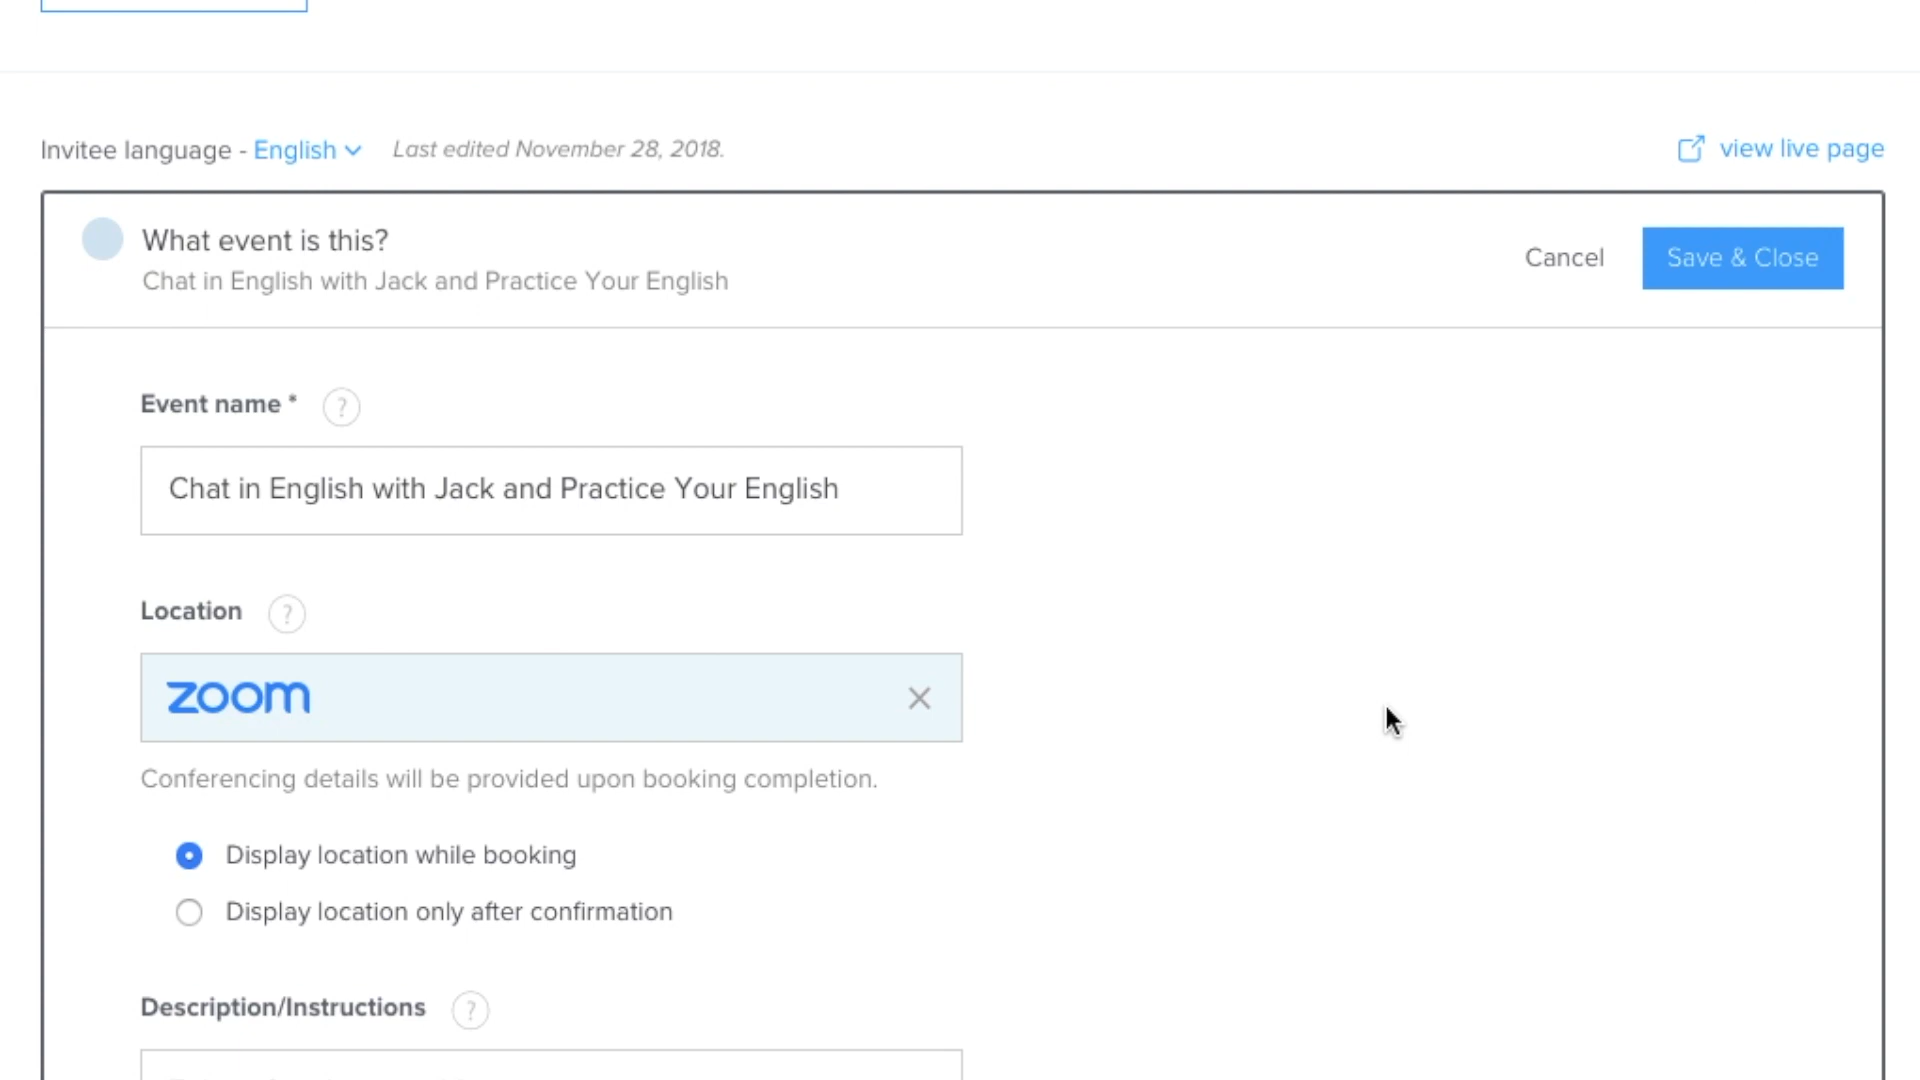 Invitee language - English Last edited November 28, 2018. view live page
What event is this?
Chat in English with Jack and Practice Your English
Cancel Save & Close
Event name * ?
Chat in English with Jack and Practice Your English
Location ?
zoom
Conferencing details will be provided upon booking completion.
Display location while booking
Display location only after confirmation
Description/Instructions ?